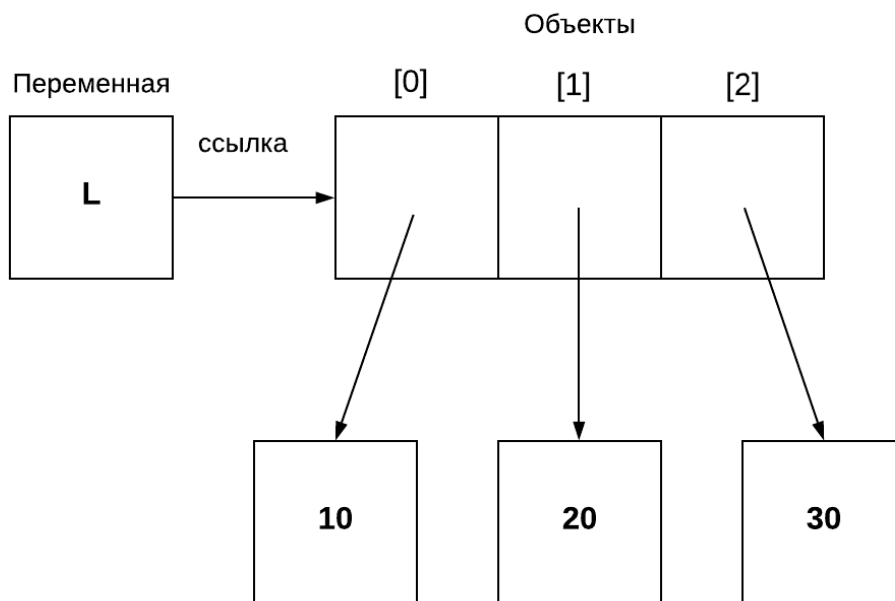 Объекты
Переменная
[0] [1] [2]
ссылка
L
10 20 30